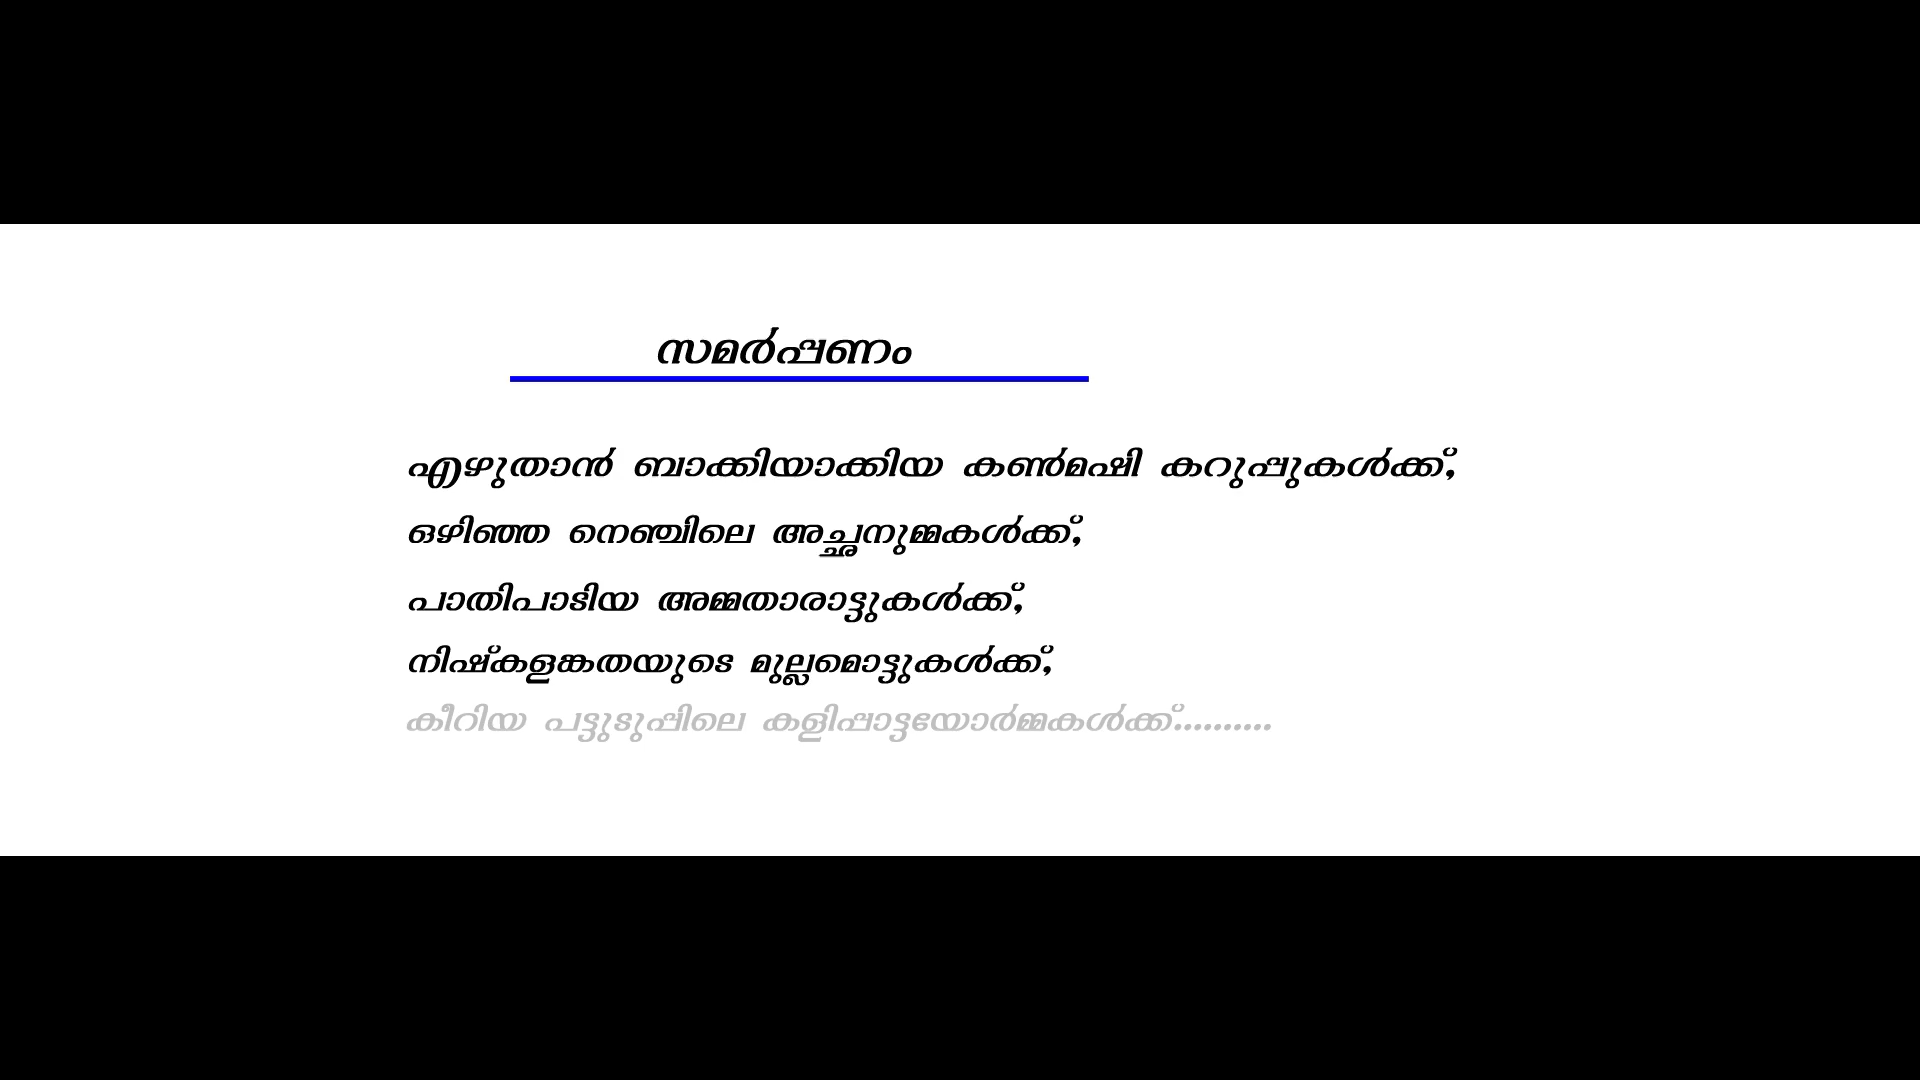 സമർപ്പണം
എഴുതാൻ ബാക്കിയാക്കിയ കൺമഷി കറുപ്പുകൾക്ക്,
ഒഴിഞ്ഞ നെഞ്ചിലെ അച്ഛനുമ്മകൾക്ക്,
പാതിപാടിയ അമ്മതാരാട്ടുകൾക്ക്,
നിഷ്കളങ്കതയുടെ മുല്ലമൊട്ടുകൾക്ക്,
കീറിയ പട്ടുടുപ്പിലെ കളിപ്പാട്ടയോർമ്മകൾക്ക്..........